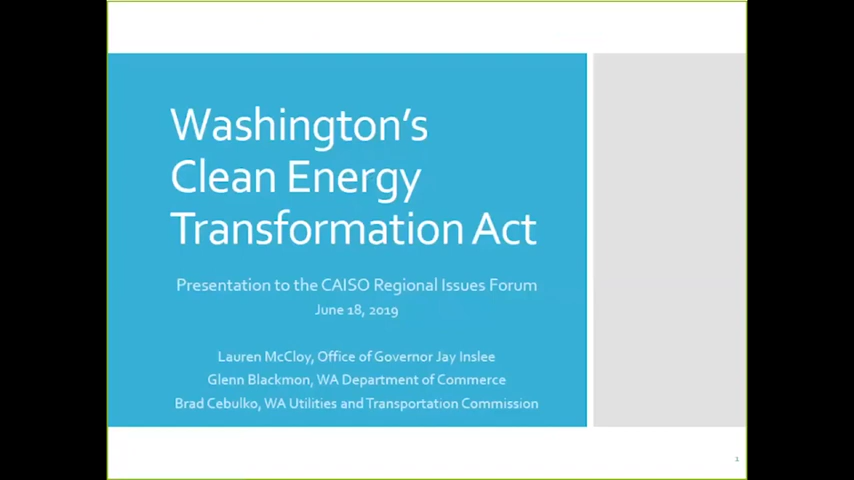 Washington's
Clean Energy
Transformation Act
Presentation to the CAISO Regional Issues Forum
June 18, 2019
Lauren McCloy, Office of Governor Jay Inslee
Glenn Blackmon, WA Department of Commerce
Brad Cebulko, WA Utilities and Transportation Commission
1